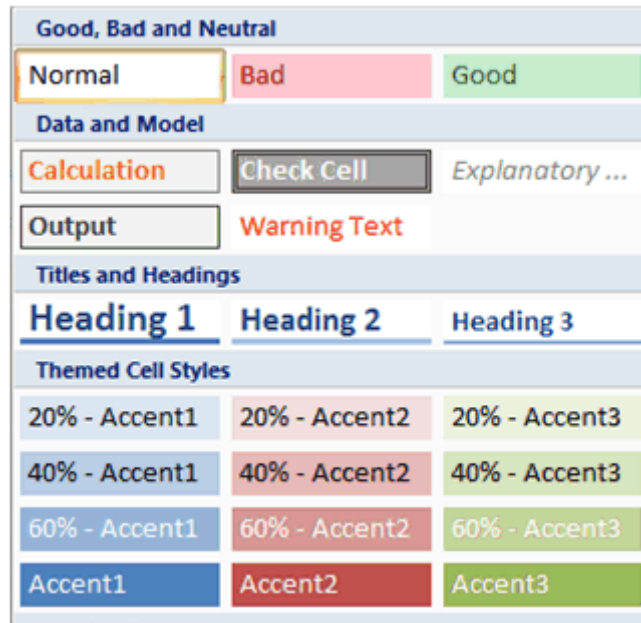 Good, Bad and Neutral
Normal Bad Good
Data and Model
Calculation Check Cell Explanatory ...
Output Warning Text
Titles and Headings
Heading 1 Heading 2 Heading 3
Themed Cell Styles
20% - Accent1 20% - Accent2 20% - Accent3
40% - Accent1 40% - Accent2 40% - Accent3
60% - Accent1 60% - Accent2 60% - Accent3
Accent1 Accent2 Accent3